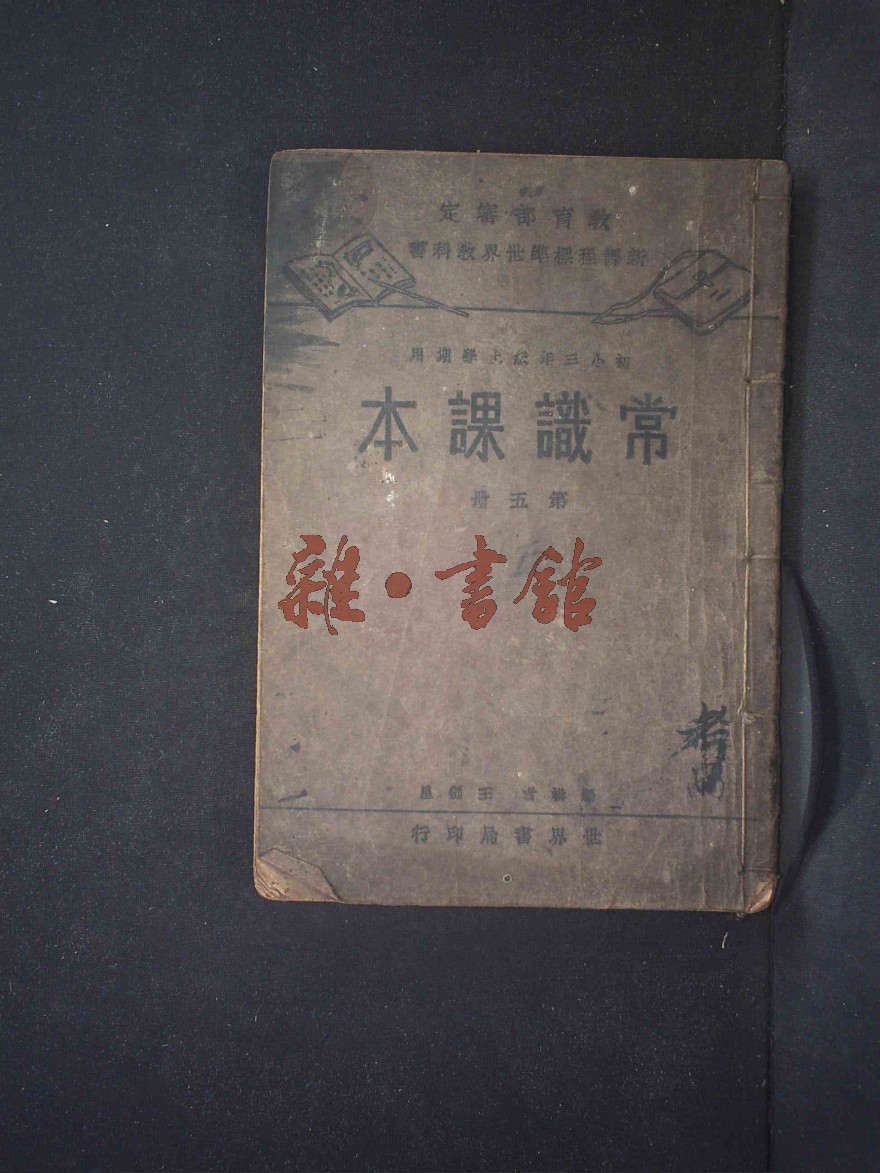 教育部審定
新課程標準世界教科書
初小三年級上學期用
常識課本
第五冊
雜·書館
編輯者 王劍星
世界書局印行